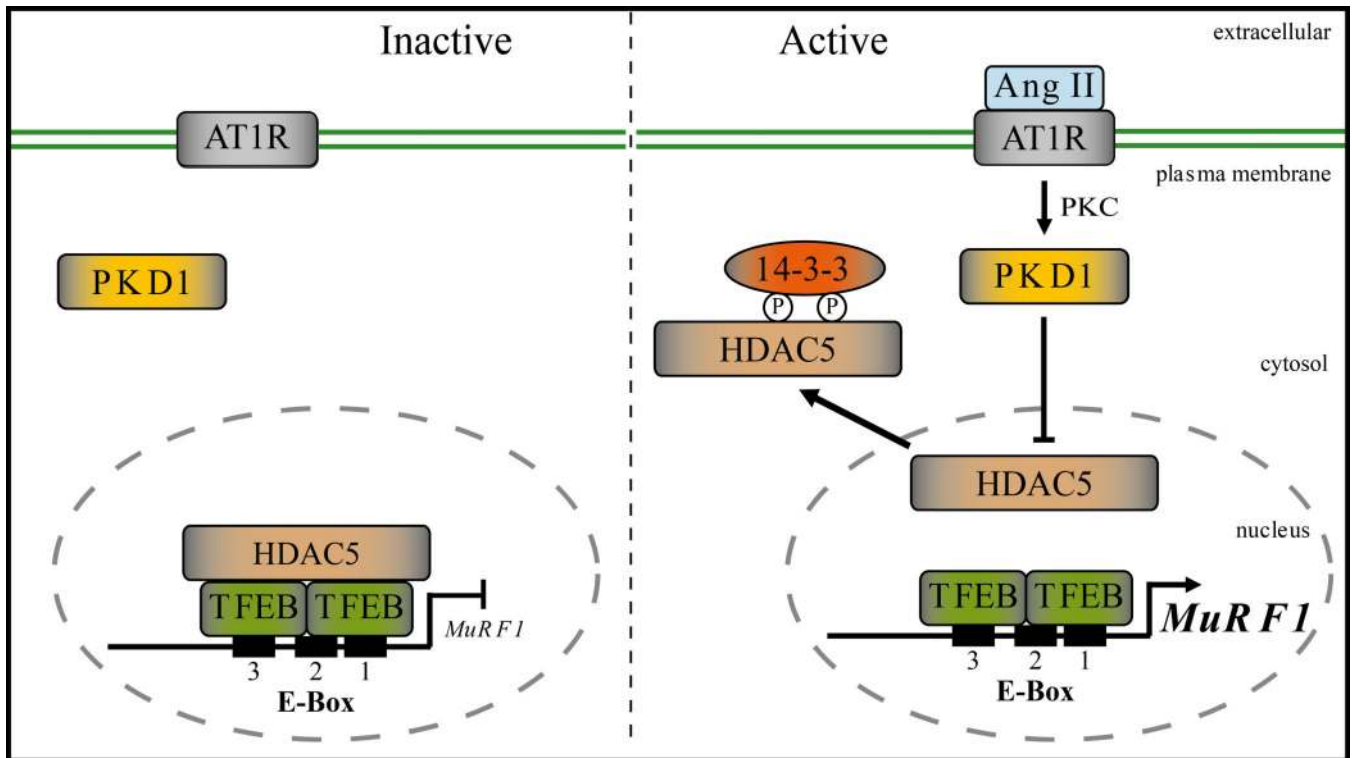 Inactive
AT1R
PKD1
HDAC5
TFEB TFEB
MuRF1
3 2 1
E-Box
Active
extracellular
Ang II
AT1R
plasma membrane
PKC
14-3-3
P P
PKD1
HDAC5
cytosol
HDAC5
nucleus
TFEB TFEB
MuRF1
3 2 1
E-Box